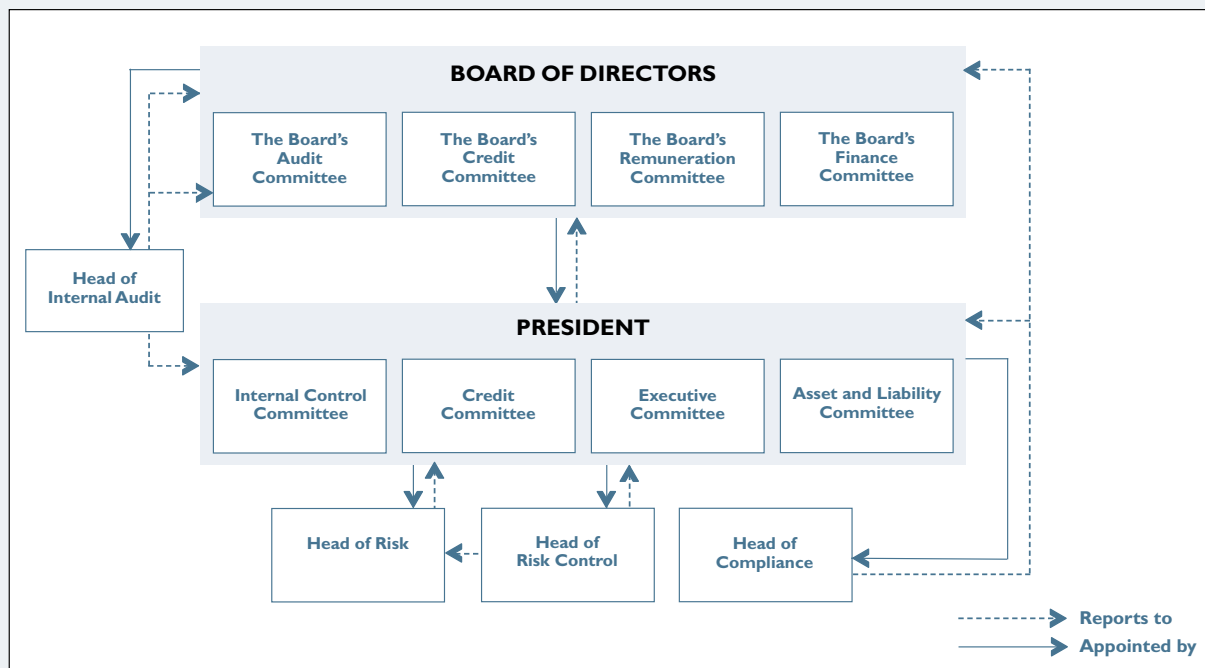 BOARD OF DIRECTORS
The Board's
Audit
Committee
The Board's
Credit
Committee
The Board's
Remuneration
Committee
The Board's
Finance
Committee
Head of
Internal Audit
PRESIDENT
Internal Control
Committee
Credit
Committee
Executive
Committee
Asset and Liability
Committee
Head of Risk
Head of
Risk Control
Head of
Compliance
Reports to
Appointed by